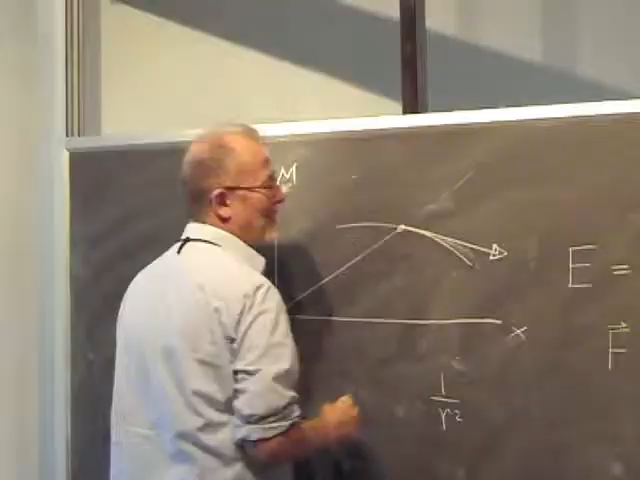 M
E =
x
F⃗
1
r²